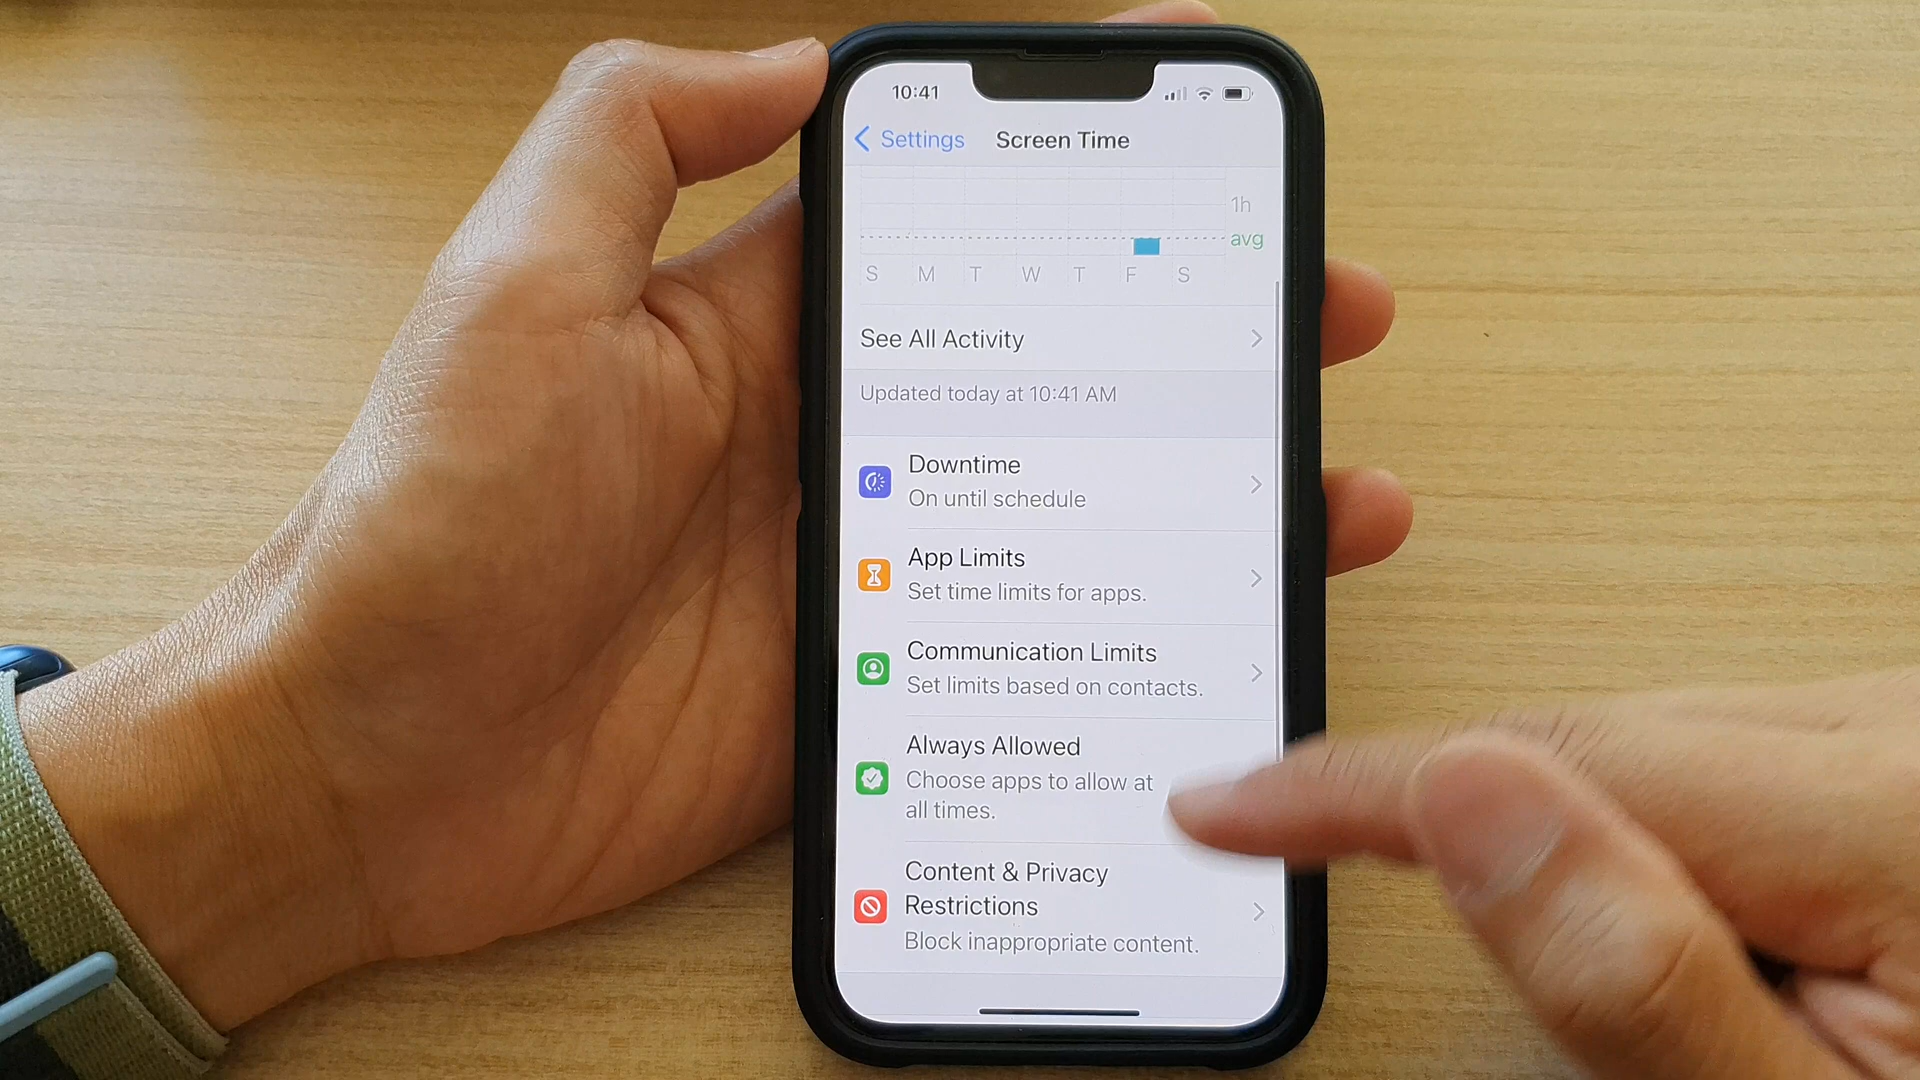 10:41
Settings Screen Time
1h
avg
S M T W T F S
See All Activity
Updated today at 10:41 AM
Downtime
On until schedule
App Limits
Set time limits for apps.
Communication Limits
Set limits based on contacts.
Always Allowed
Choose apps to allow at
all times.
Content & Privacy
Restrictions
Block inappropriate content.